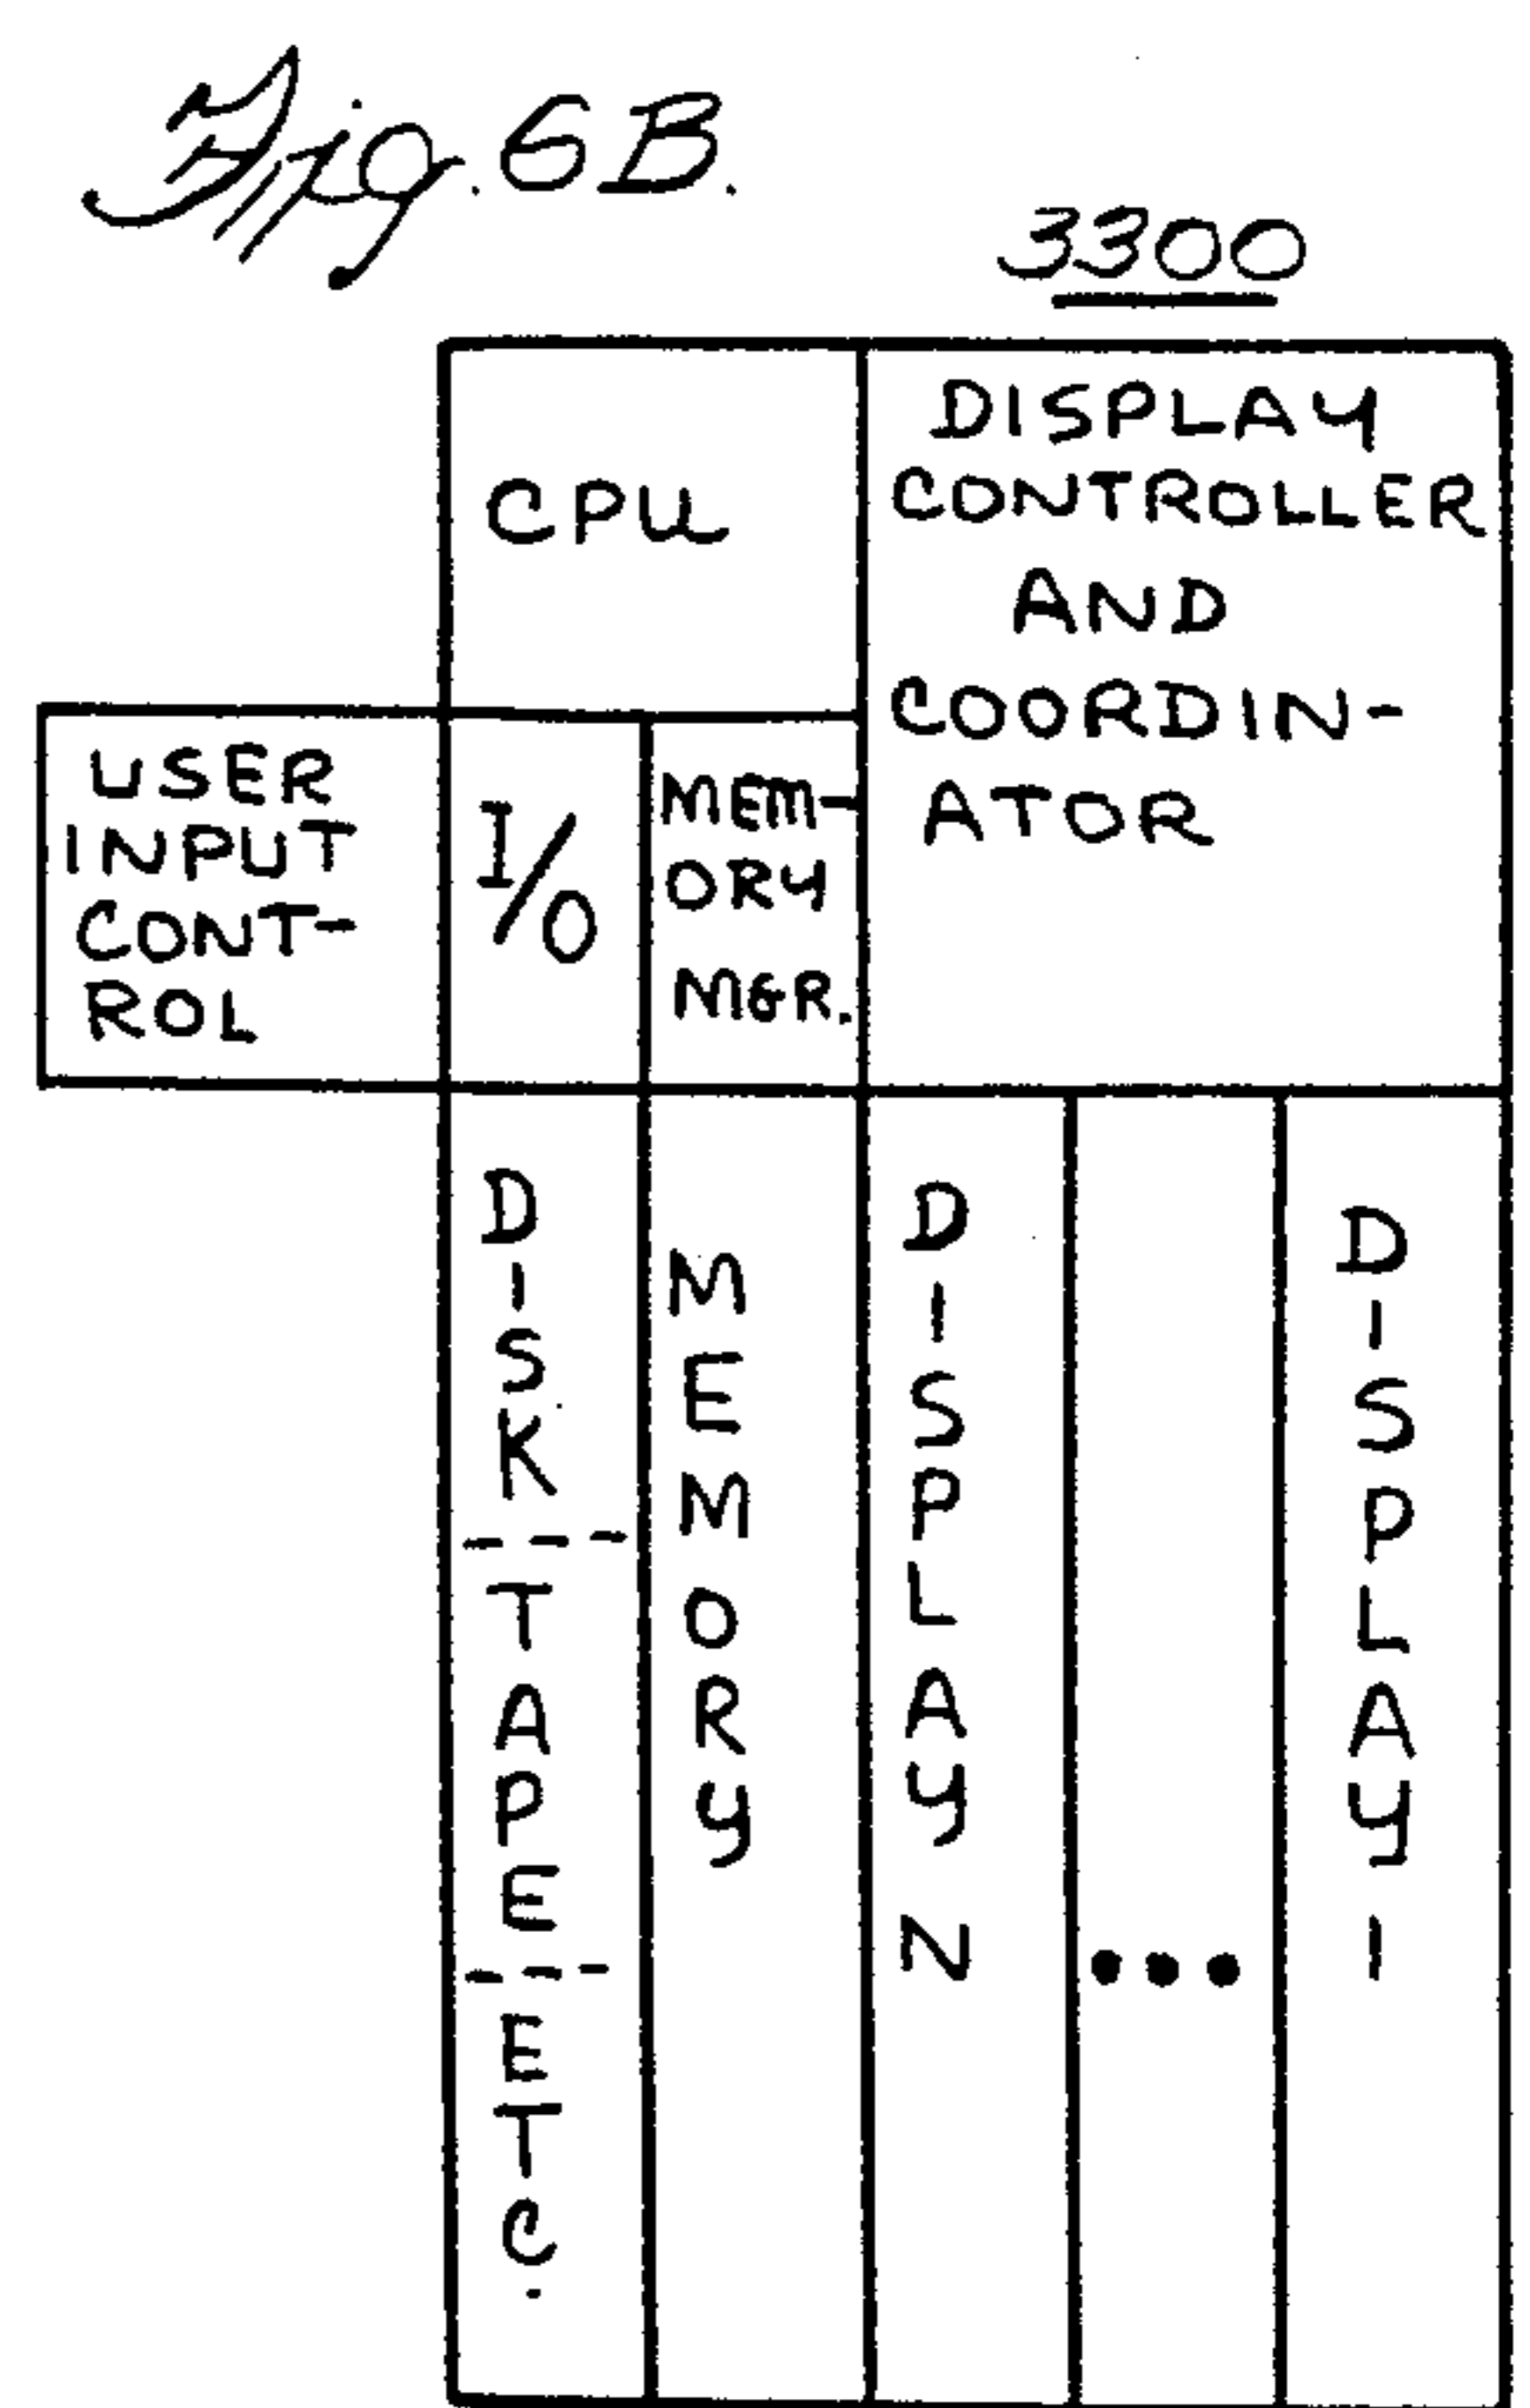 Fig. 6B.
3300
CPU
DISPLAY
CONTROLLER
AND
COORDIN-
ATOR
USER
INPUT
CONT-
ROL
I/O
MEM-
ORY
MGR.
DISK
TAPE
ETC.
MEMORY
DISPLAY N
...
DISPLAY 1